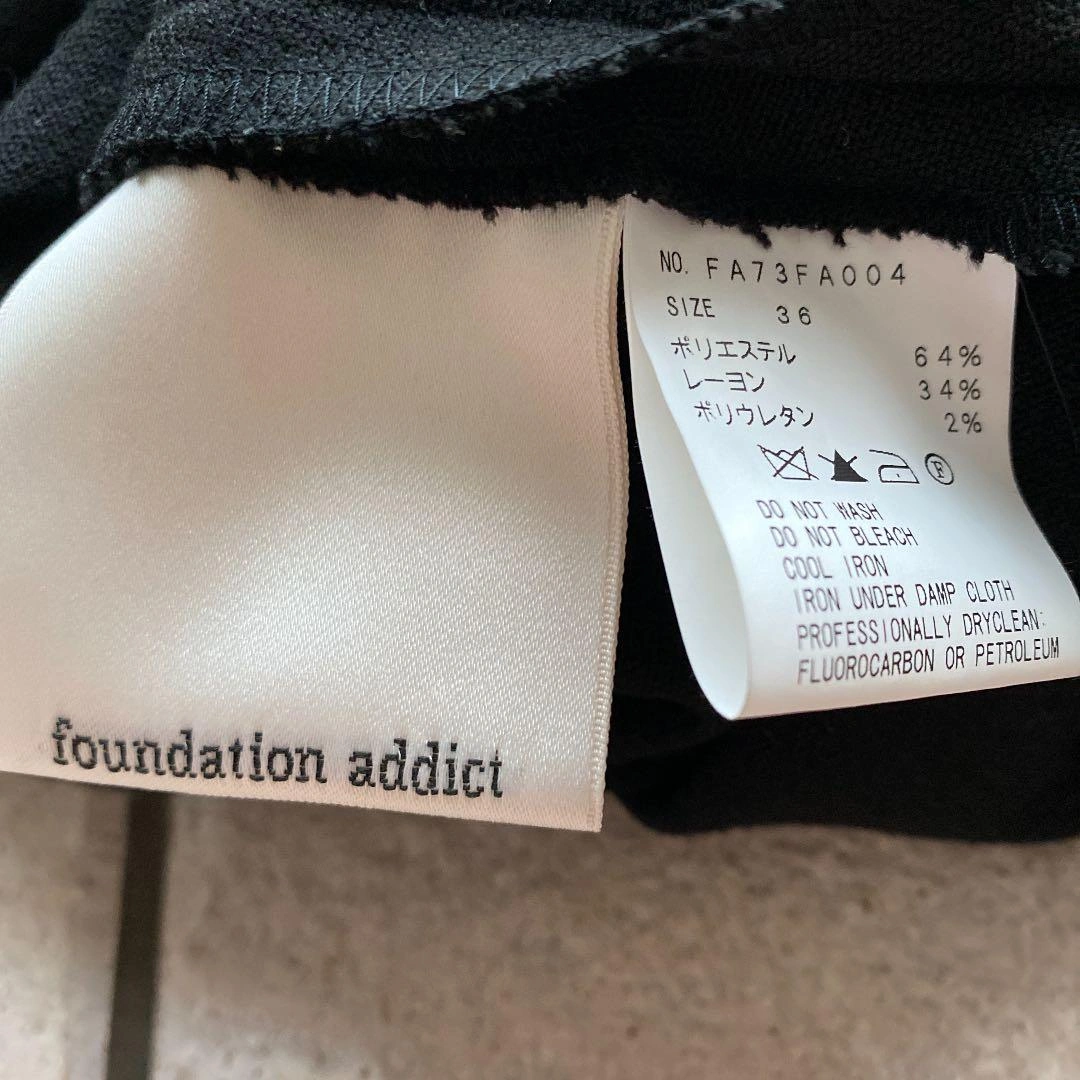 foundation addict
NO. FA73FA004
SIZE 36
ポリエステル 64%
レーヨン 34%
ポリウレタン 2%
F
DO NOT WASH
DO NOT BLEACH
COOL IRON
IRON UNDER DAMP CLOTH
PROFESSIONALLY DRYCLEAN:
FLUOROCARBON OR PETROLEUM